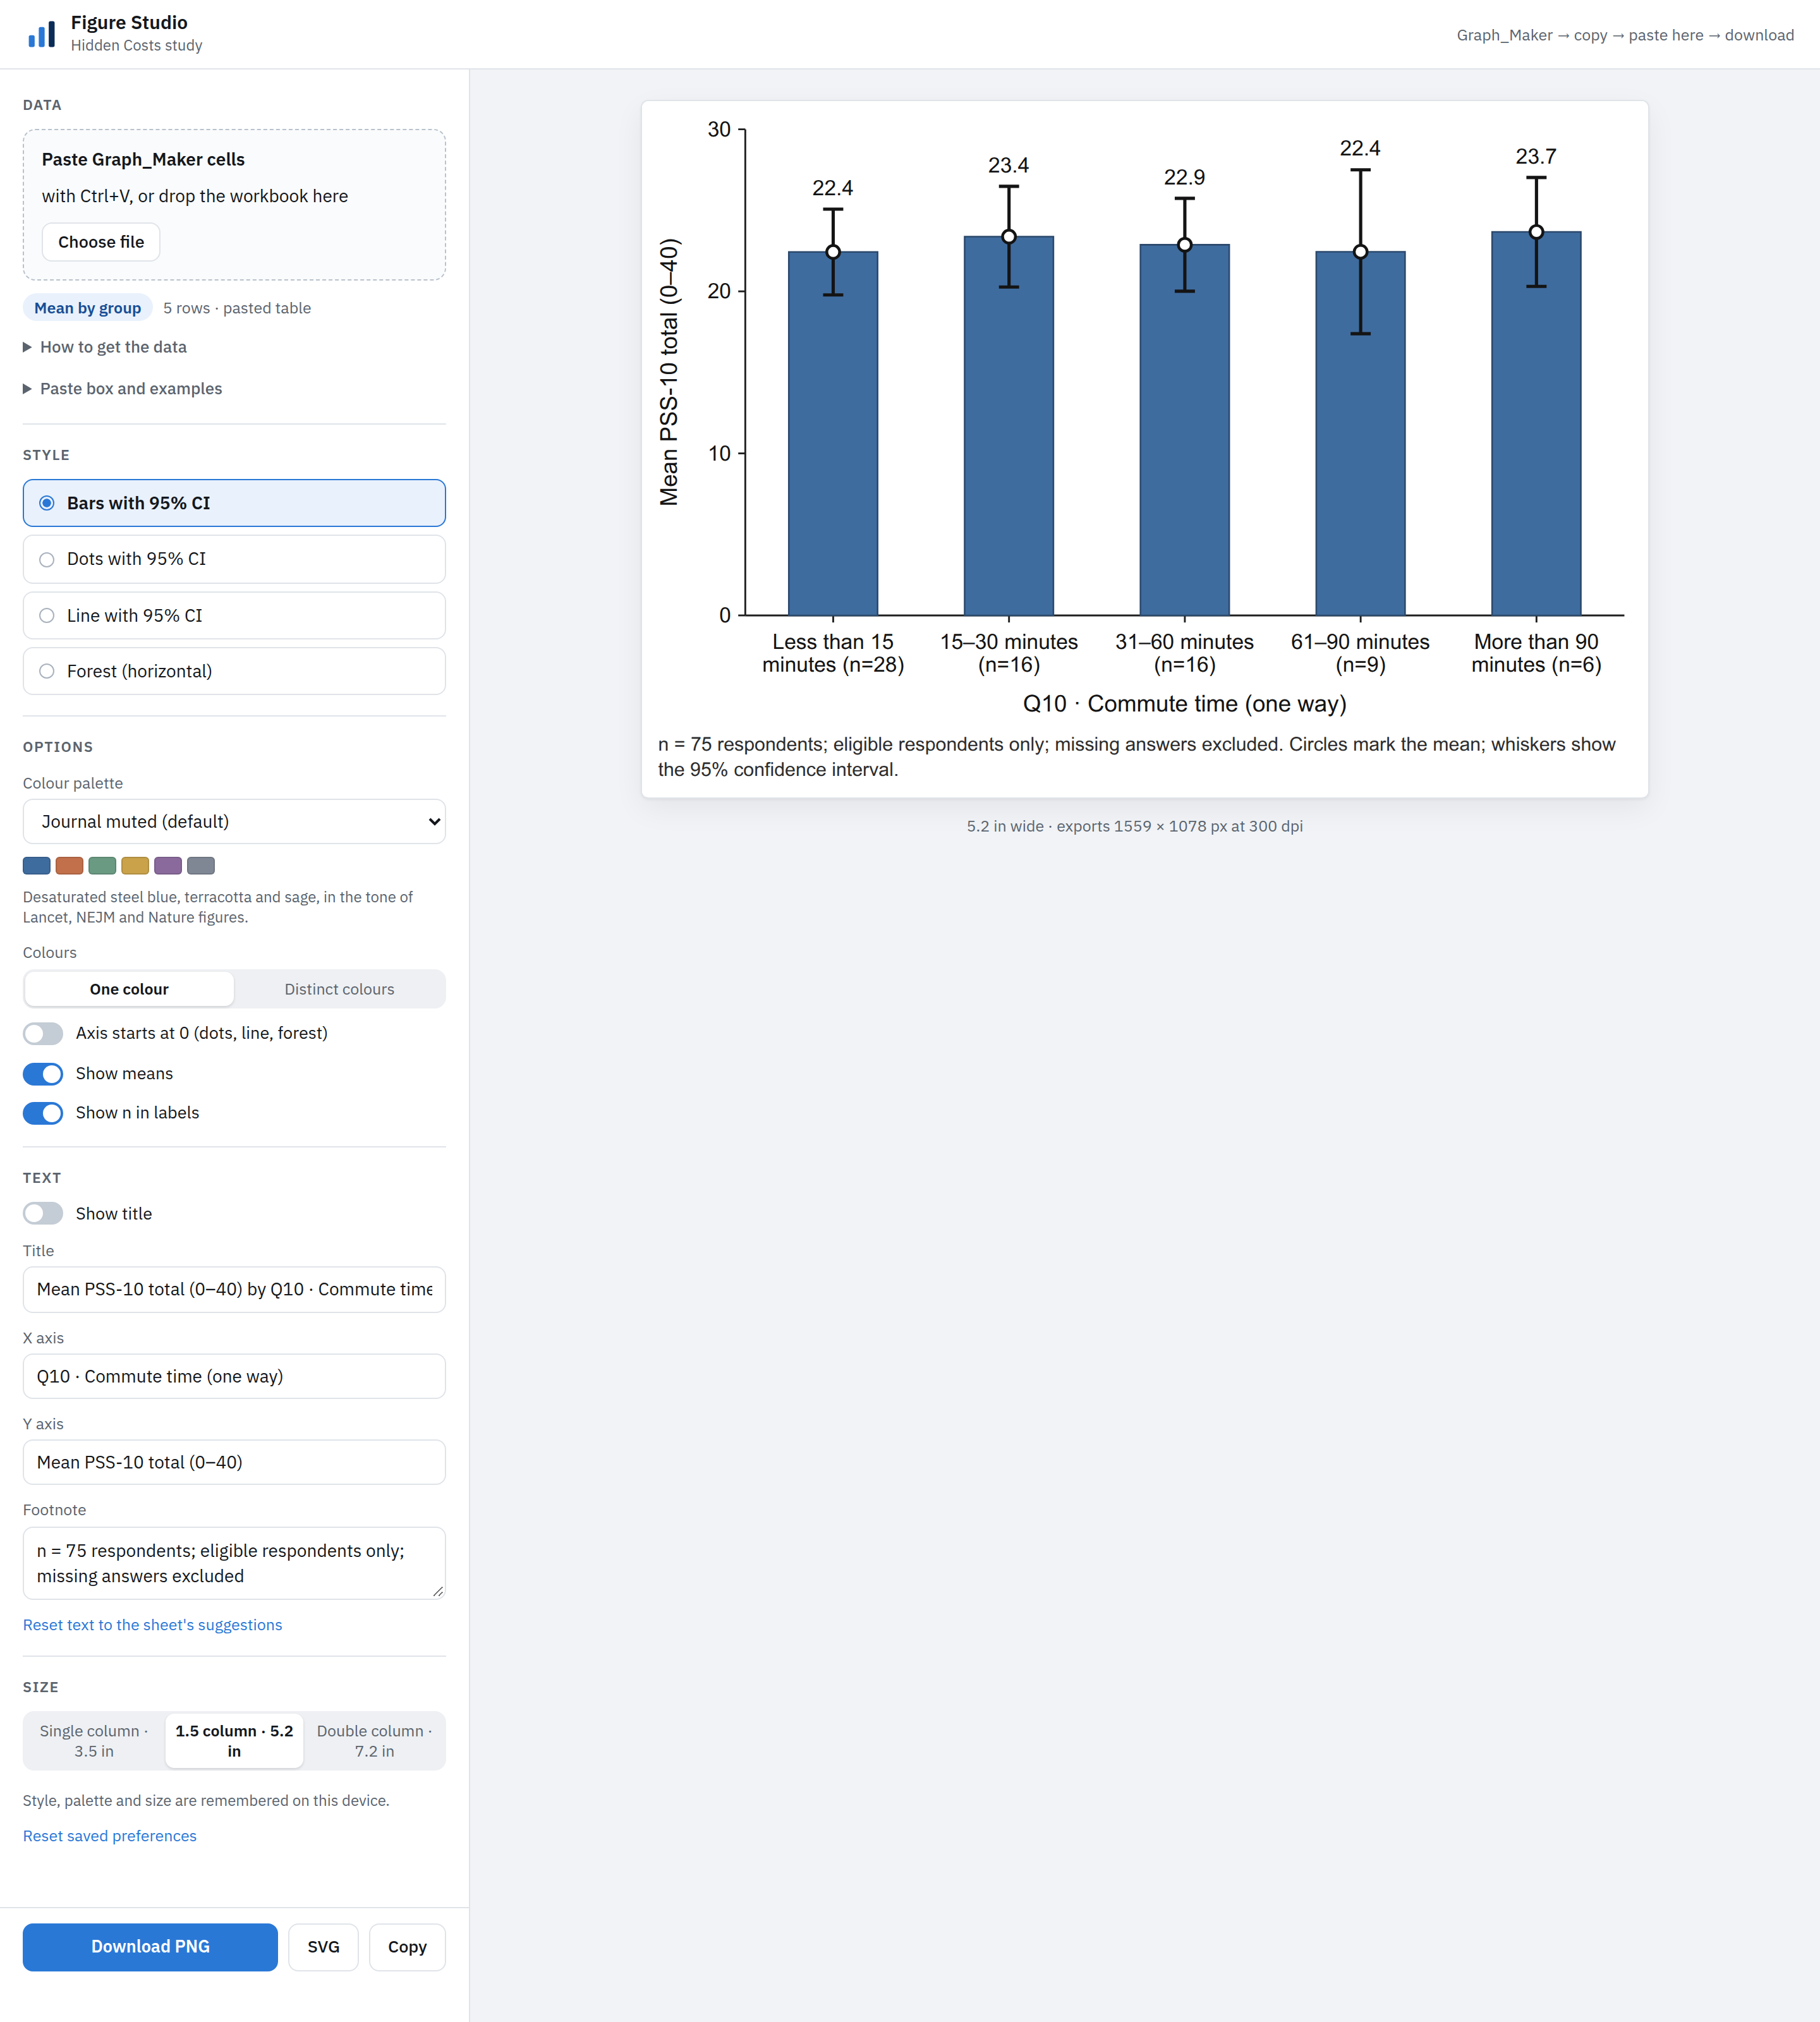 Figure Studio
Hidden Costs study
Graph_Maker → copy → paste here → download
DATA
Paste Graph_Maker cells
with Ctrl+V, or drop the workbook here
Choose file
Mean by group 5 rows · pasted table
How to get the data
Paste box and examples
STYLE
Bars with 95% CI
Dots with 95% CI
Line with 95% CI
Forest (horizontal)
OPTIONS
Colour palette
Journal muted (default)
Desaturated steel blue, terracotta and sage, in the tone of
Lancet, NEJM and Nature figures.
Colours
One colour Distinct colours
Axis starts at 0 (dots, line, forest)
Show means
Show n in labels
TEXT
Show title
Title
Mean PSS-10 total (0–40) by Q10 · Commute time
X axis
Q10 · Commute time (one way)
Y axis
Mean PSS-10 total (0–40)
Footnote
n = 75 respondents; eligible respondents only;
missing answers excluded
Reset text to the sheet's suggestions
SIZE
Single column ·
3.5 in
1.5 column · 5.2
in
Double column ·
7.2 in
Style, palette and size are remembered on this device.
Reset saved preferences
Download PNG SVG Copy
Mean PSS-10 total (0–40)
30
20
10
0
22.4
23.4
22.9
22.4
23.7
Less than 15
minutes (n=28)
15–30 minutes
(n=16)
31–60 minutes
(n=16)
61–90 minutes
(n=9)
More than 90
minutes (n=6)
Q10 · Commute time (one way)
n = 75 respondents; eligible respondents only; missing answers excluded. Circles mark the mean; whiskers show
the 95% confidence interval.
5.2 in wide · exports 1559 × 1078 px at 300 dpi